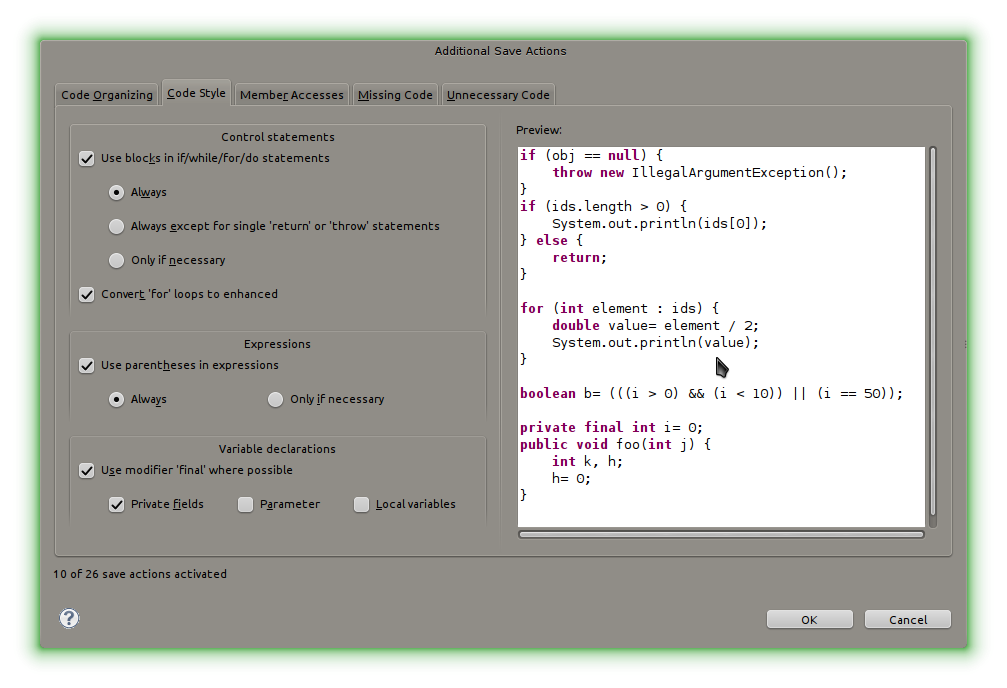 Additional Save Actions
Code Organizing
Code Style
Member Accesses
Missing Code
Unnecessary Code
Control statements
Use blocks in if/while/for/do statements
Always
Always except for single 'return' or 'throw' statements
Only if necessary
Convert 'for' loops to enhanced
Expressions
Use parentheses in expressions
Always
Only if necessary
Variable declarations
Use modifier 'final' where possible
Private fields
Parameter
Local variables
Preview:
if (obj == null) {
    throw new IllegalArgumentException();
}
if (ids.length > 0) {
    System.out.println(ids[0]);
} else {
    return;
}
for (int element : ids) {
    double value= element / 2;
    System.out.println(value);
}
boolean b= (((i > 0) && (i < 10)) || (i == 50));
private final int i= 0;
public void foo(int j) {
    int k, h;
    h= 0;
}
10 of 26 save actions activated
?
OK
Cancel